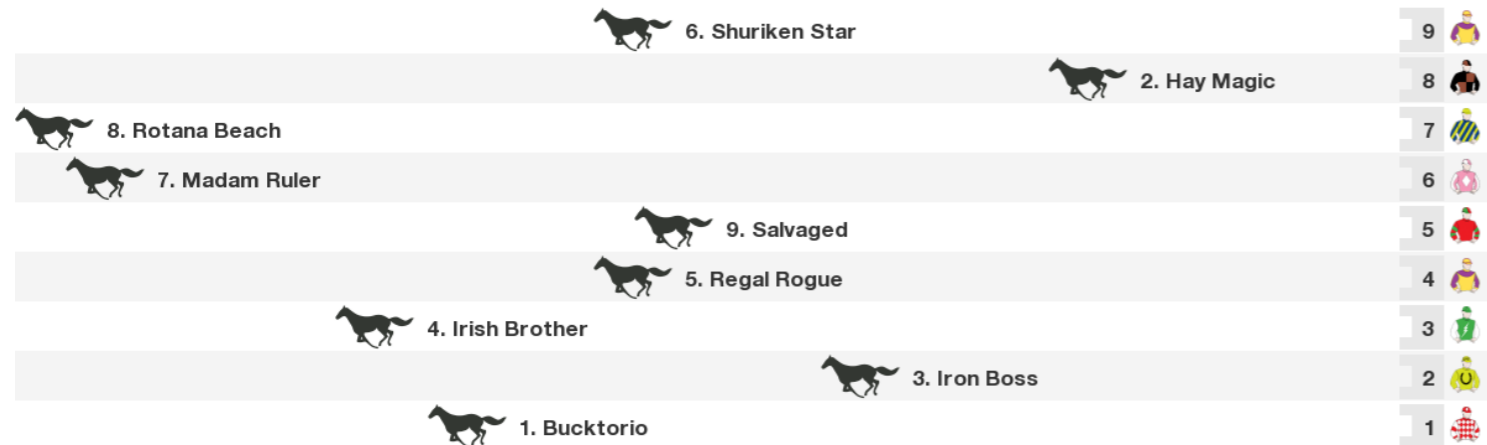 6. Shuriken Star 9
2. Hay Magic 8
8. Rotana Beach 7
7. Madam Ruler 6
9. Salvaged 5
5. Regal Rogue 4
4. Irish Brother 3
3. Iron Boss 2
1. Bucktorio 1